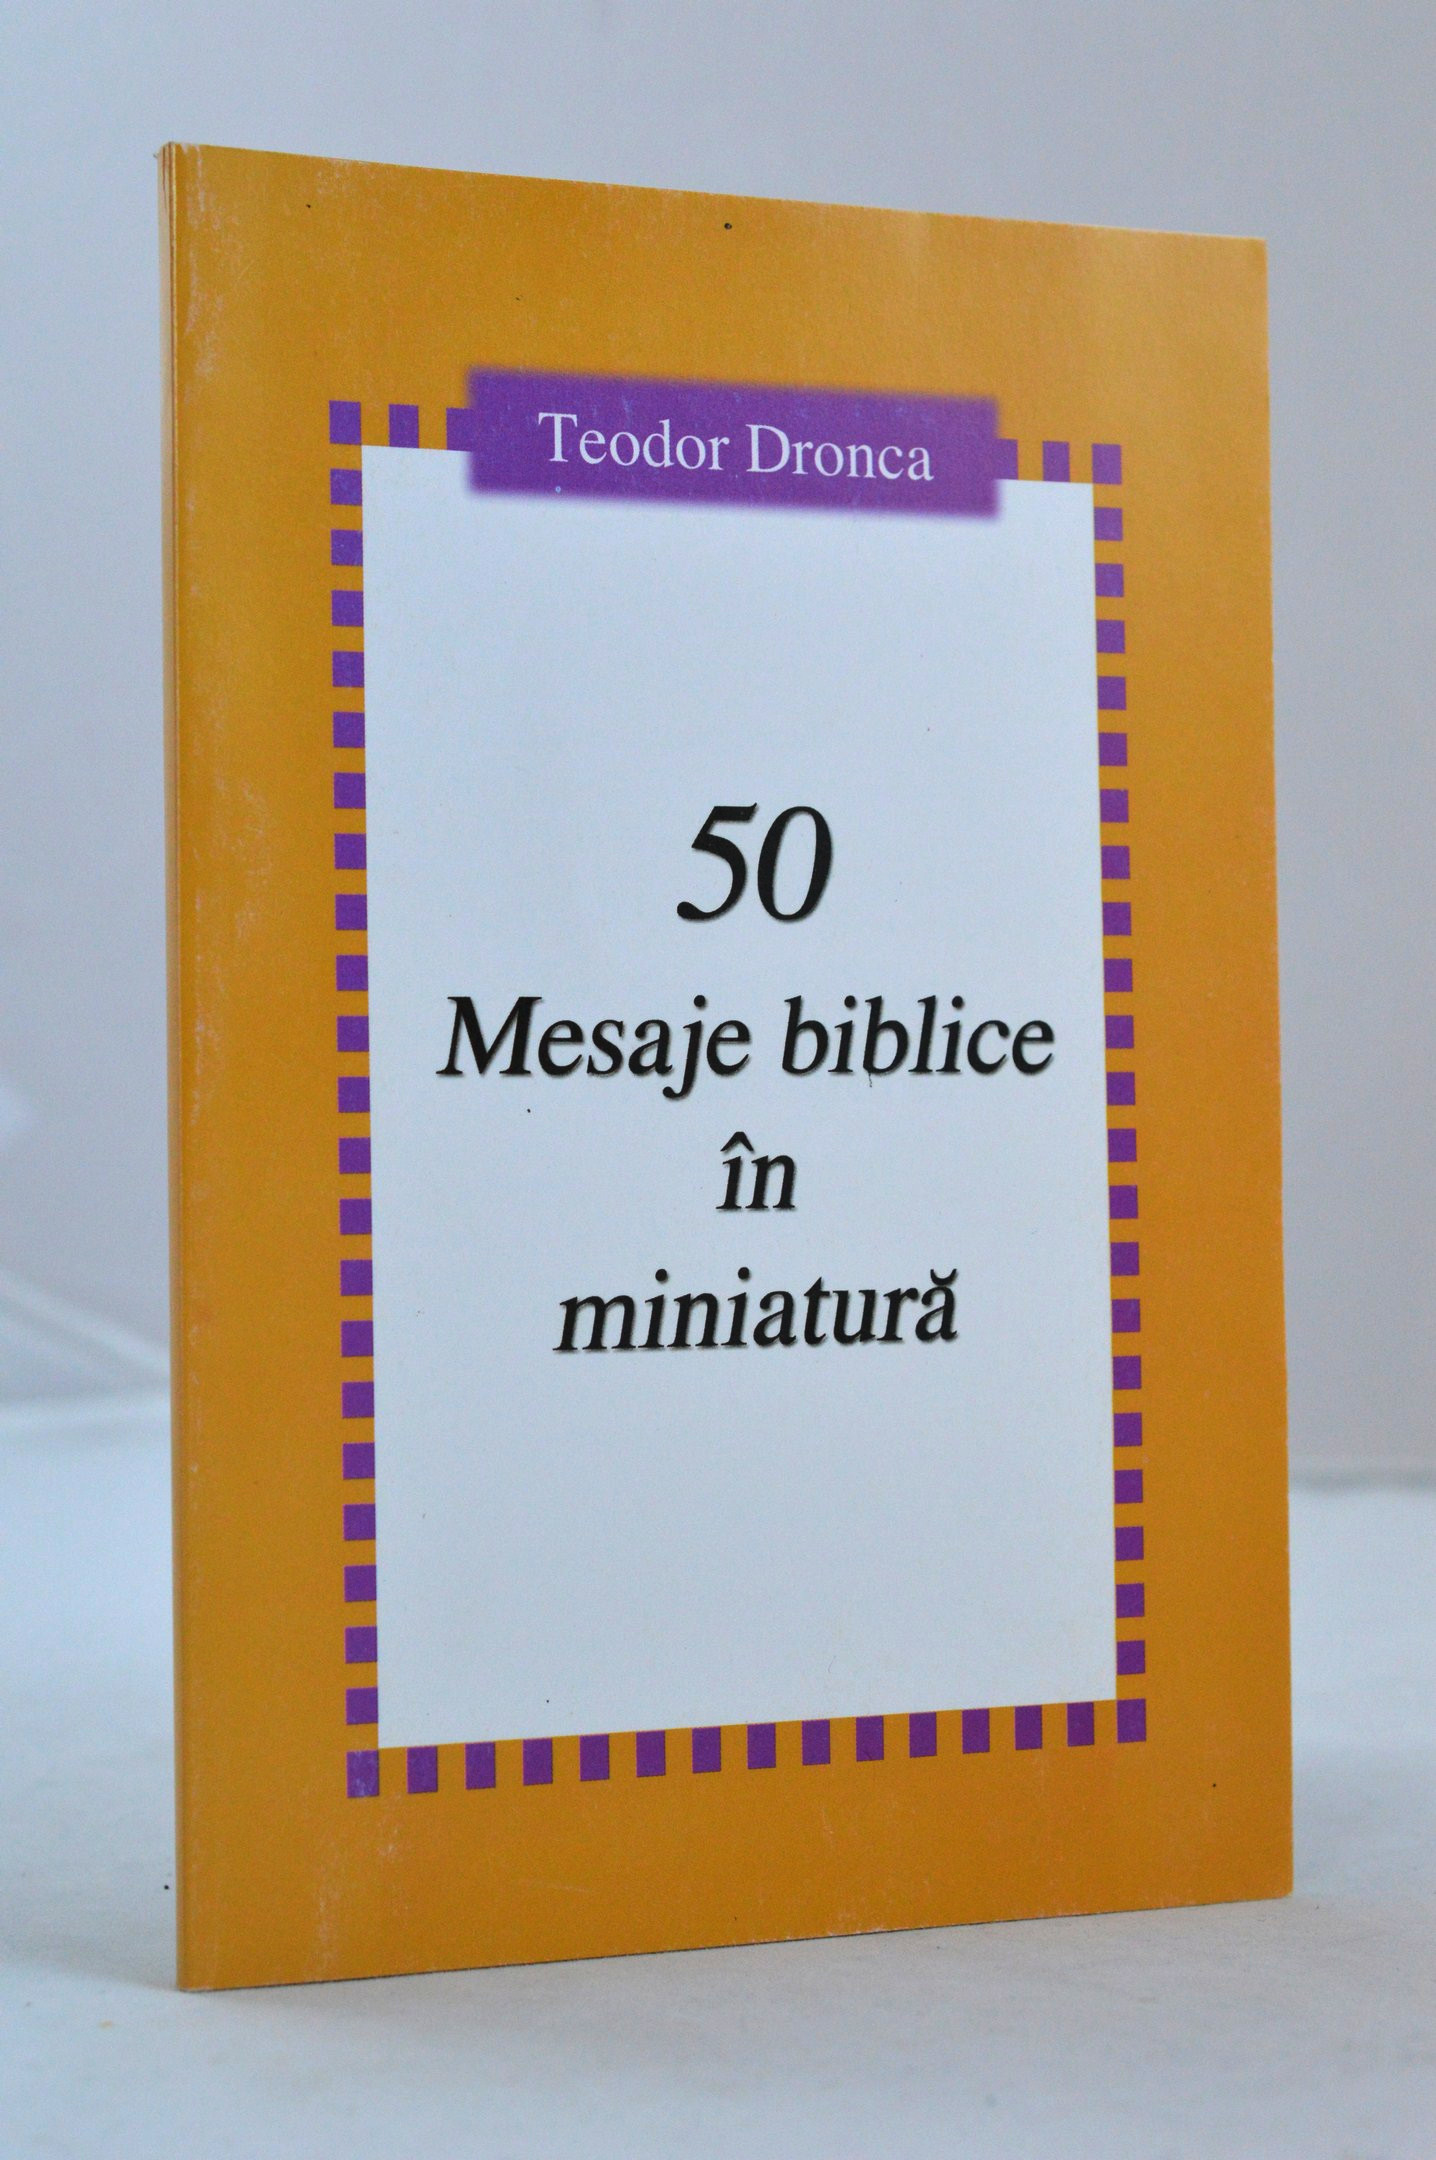 Teodor Dronca
50
Mesaje biblice
în
miniatură